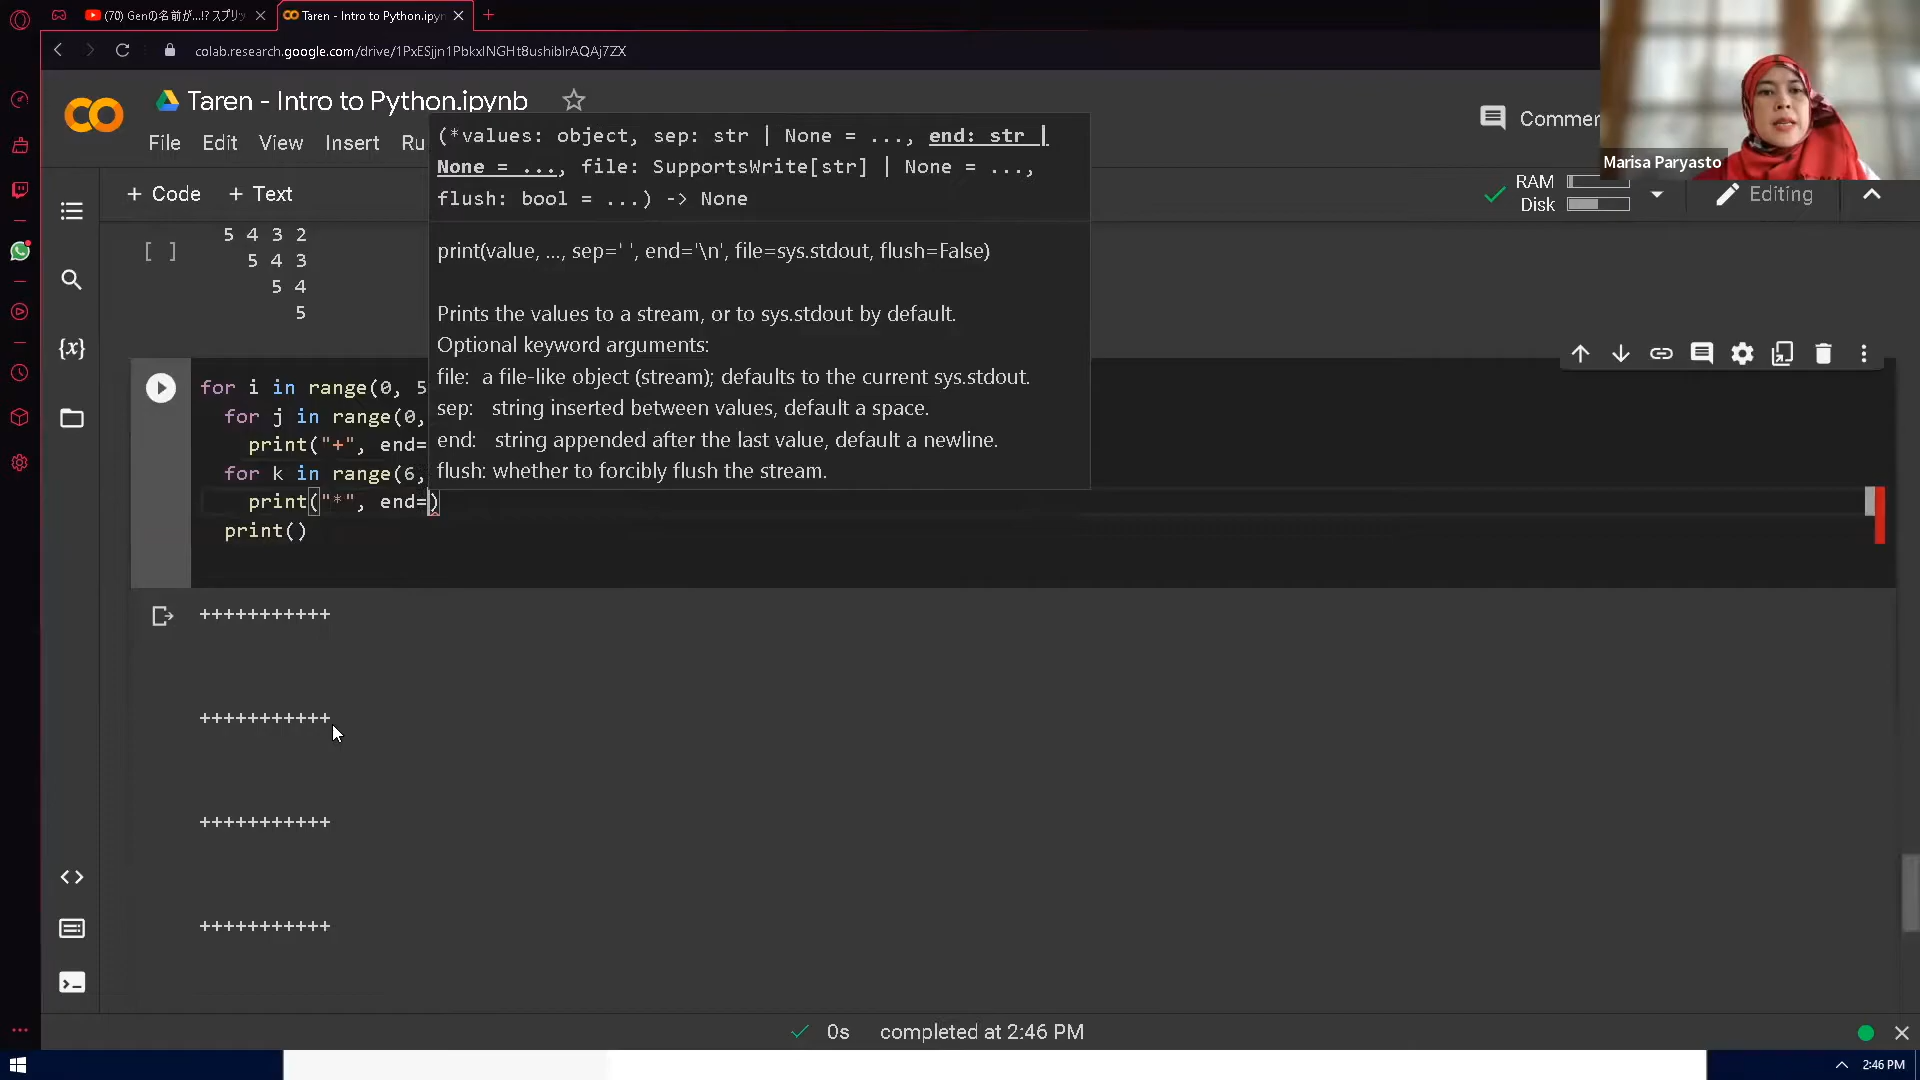 (70) Genの名前が...!? スプリッ
Taren - Intro to Python.ipyn
colab.research.google.com/drive/1PxESjjn1PbkxINGHt8ushibIrAQAj7ZX
Taren - Intro to Python.ipynb
File Edit View Insert Ru
Commen
Marisa Paryasto
+ Code + Text
RAM
Disk
Editing
(*values: object, sep: str | None = ..., end: str |
None = ..., file: SupportsWrite[str] | None = ...,
flush: bool = ...) -> None
print(value, ..., sep=' ', end='\n', file=sys.stdout, flush=False)
Prints the values to a stream, or to sys.stdout by default.
Optional keyword arguments:
file: a file-like object (stream); defaults to the current sys.stdout.
sep: string inserted between values, default a space.
end: string appended after the last value, default a newline.
flush: whether to forcibly flush the stream.
[ ]
5 4 3 2
5 4 3
5 4
5
{x}
for i in range(0, 5
for j in range(0,
print("+", end=
for k in range(6,
print("*", end=)
print()
+++++++++++
+++++++++++
+++++++++++
+++++++++++
0s completed at 2:46 PM
2:46 PM